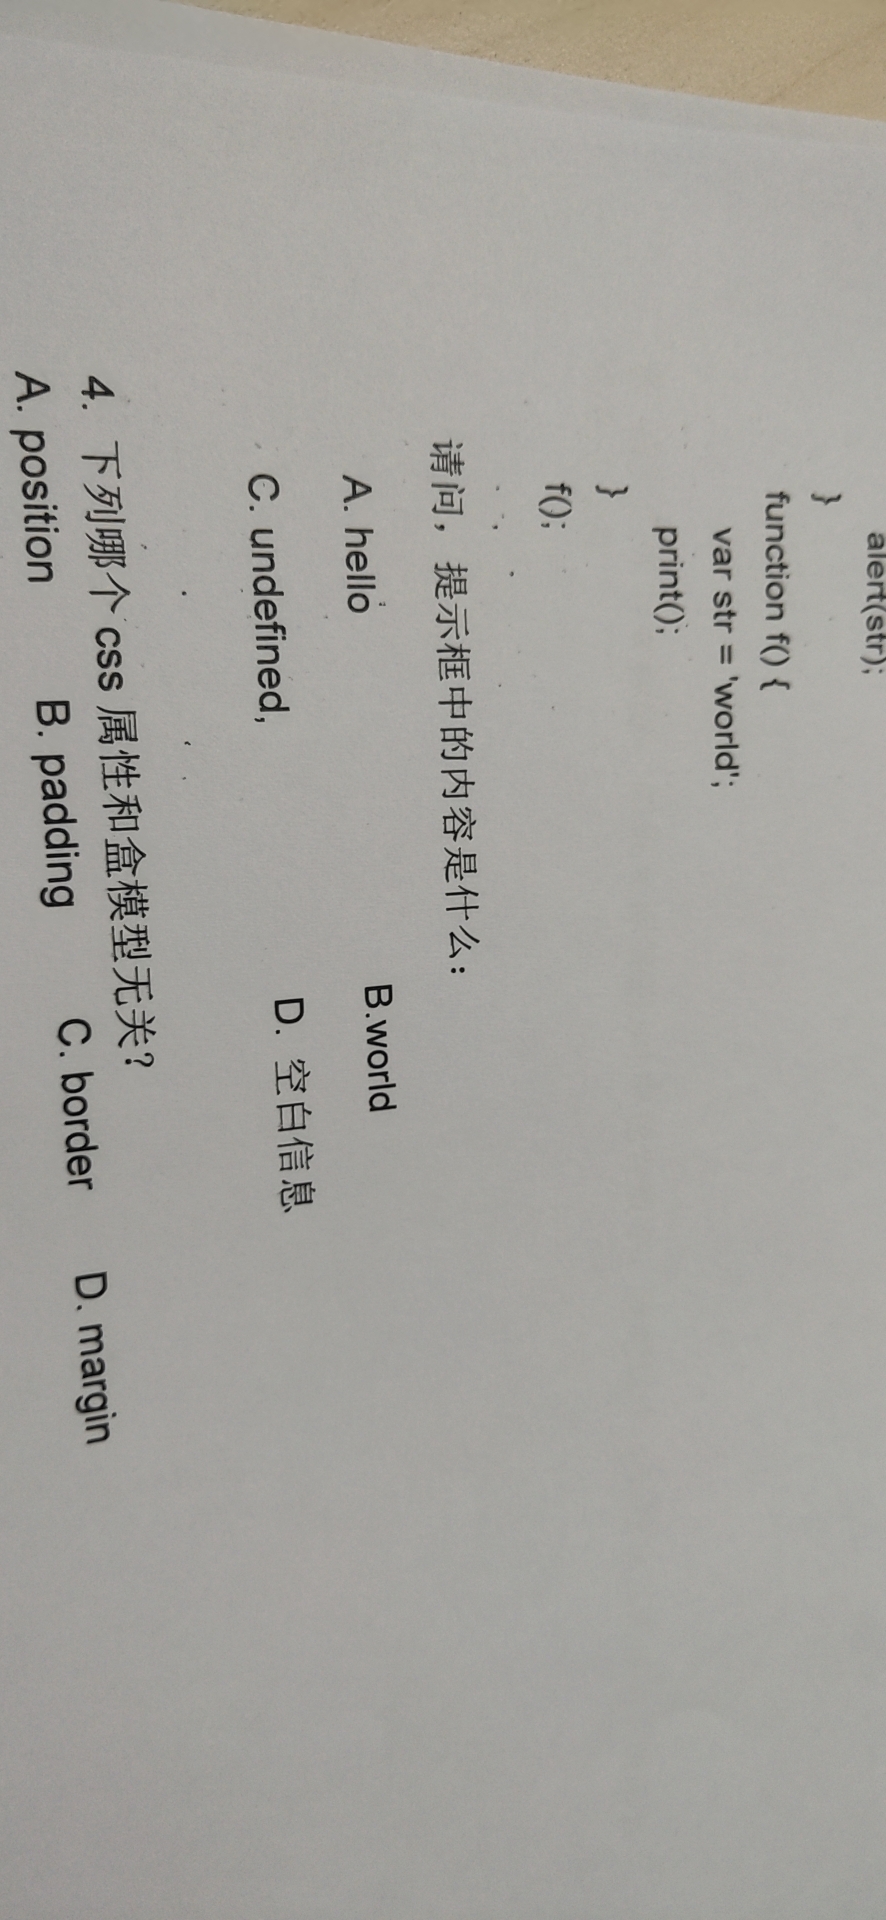 alert(str);
}
function f() {
var str = 'world';
print();
}
f();
请问，提示框中的内容是什么：
A. hello B.world
C. undefined, D. 空白信息
4. 下列哪个 css 属性和盒模型无关？
A. position B. padding C. border D. margin